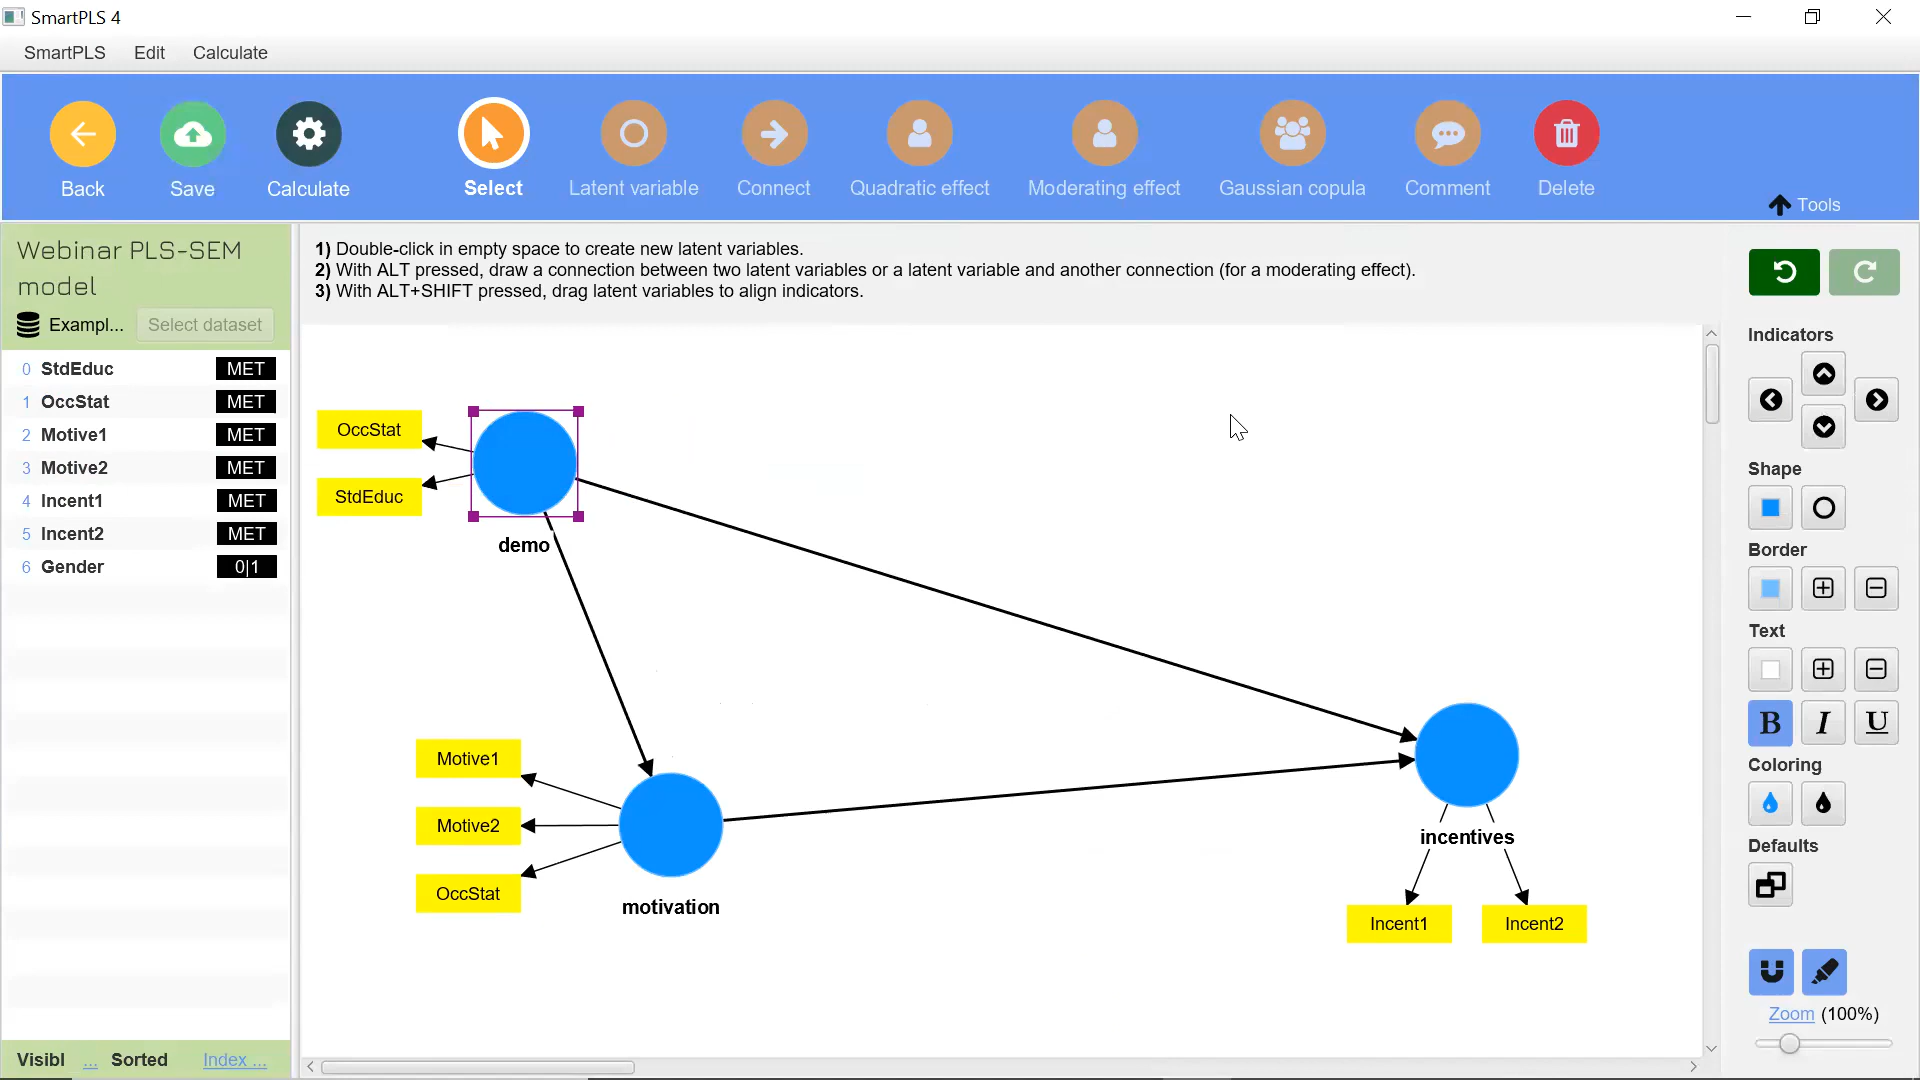 SmartPLS 4
SmartPLS Edit Calculate
Back Save Calculate Select Latent variable Connect Quadratic effect Moderating effect Gaussian copula Comment Delete
Tools
Webinar PLS-SEM
model
Exampl... Select dataset
0 StdEduc MET
1 OccStat MET
2 Motive1 MET
3 Motive2 MET
4 Incent1 MET
5 Incent2 MET
6 Gender 0|1
Visibl ... Sorted Index ...
1) Double-click in empty space to create new latent variables.
2) With ALT pressed, draw a connection between two latent variables or a latent variable and another connection (for a moderating effect).
3) With ALT+SHIFT pressed, drag latent variables to align indicators.
OccStat
StdEduc
demo
Motive1
Motive2
OccStat
motivation
incentives
Incent1 Incent2
Indicators
Shape
Border
Text
B I U
Coloring
Defaults
Zoom (100%)